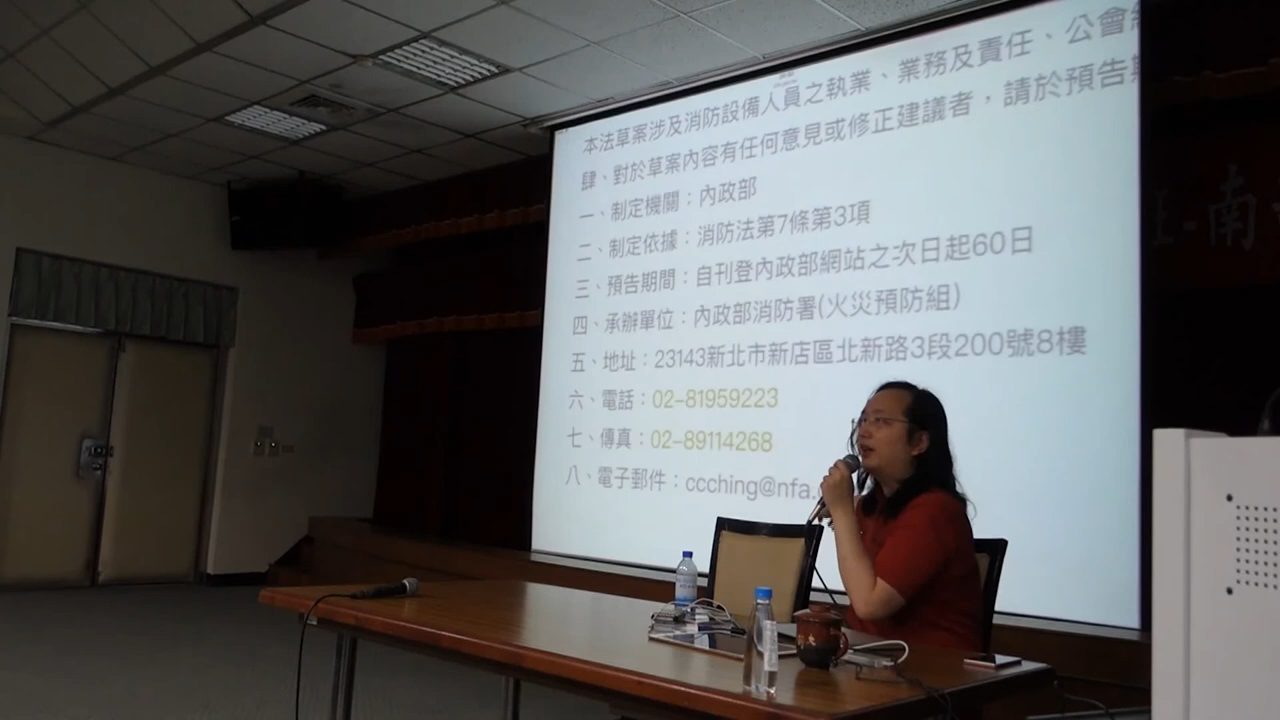 本法草案涉及消防設備人員之執業、業務及責任、公會
肆、對於草案內容有任何意見或修正建議者，請於預告
一、制定機關：內政部
二、制定依據：消防法第7條第3項
三、預告期間：自刊登內政部網站之次日起60日
四、承辦單位：內政部消防署(火災預防組)
五、地址：23143新北市新店區北新路3段200號8樓
六、電話：02-81959223
七、傳真：02-89114268
八、電子郵件：ccching@nfa.
南